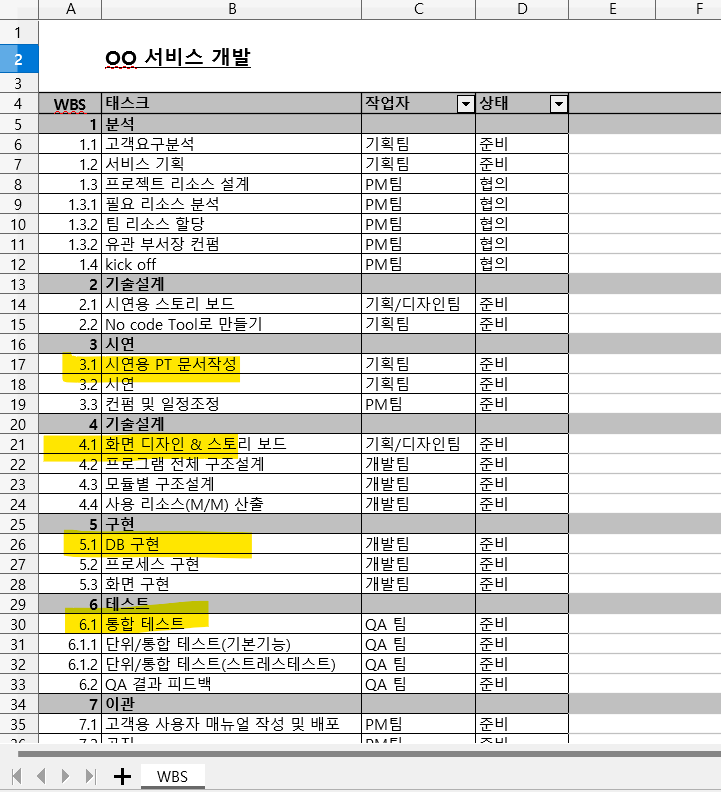 A B C D E F
1
2 OO 서비스 개발
3
4 WBS 태스크 작업자 상태
5 1 분석
6 1.1 고객요구분석 기획팀 준비
7 1.2 서비스 기획 기획팀 준비
8 1.3 프로젝트 리소스 설계 PM팀 협의
9 1.3.1 필요 리소스 분석 PM팀 협의
10 1.3.2 팀 리소스 할당 PM팀 협의
11 1.3.2 유관 부서장 컨펌 PM팀 협의
12 1.4 kick off PM팀 협의
13 2 기술설계
14 2.1 시연용 스토리 보드 기획/디자인팀 준비
15 2.2 No code Tool로 만들기 기획팀 준비
16 3 시연
17 3.1 시연용 PT 문서작성 기획팀 준비
18 3.2 시연 기획팀 준비
19 3.3 컨펌 및 일정조정 PM팀 준비
20 4 기술설계
21 4.1 화면 디자인 & 스토리 보드 기획/디자인팀 준비
22 4.2 프로그램 전체 구조설계 개발팀 준비
23 4.3 모듈별 구조설계 개발팀 준비
24 4.4 사용 리소스(M/M) 산출 개발팀 준비
25 5 구현
26 5.1 DB 구현 개발팀 준비
27 5.2 프로세스 구현 개발팀 준비
28 5.3 화면 구현 개발팀 준비
29 6 테스트
30 6.1 통합 테스트 QA 팀 준비
31 6.1.1 단위/통합 테스트(기본기능) QA 팀 준비
32 6.1.2 단위/통합 테스트(스트레스테스트) QA 팀 준비
33 6.2 QA 결과 피드백 QA 팀 준비
34 7 이관
35 7.1 고객용 사용자 매뉴얼 작성 및 배포 PM팀 준비
WBS